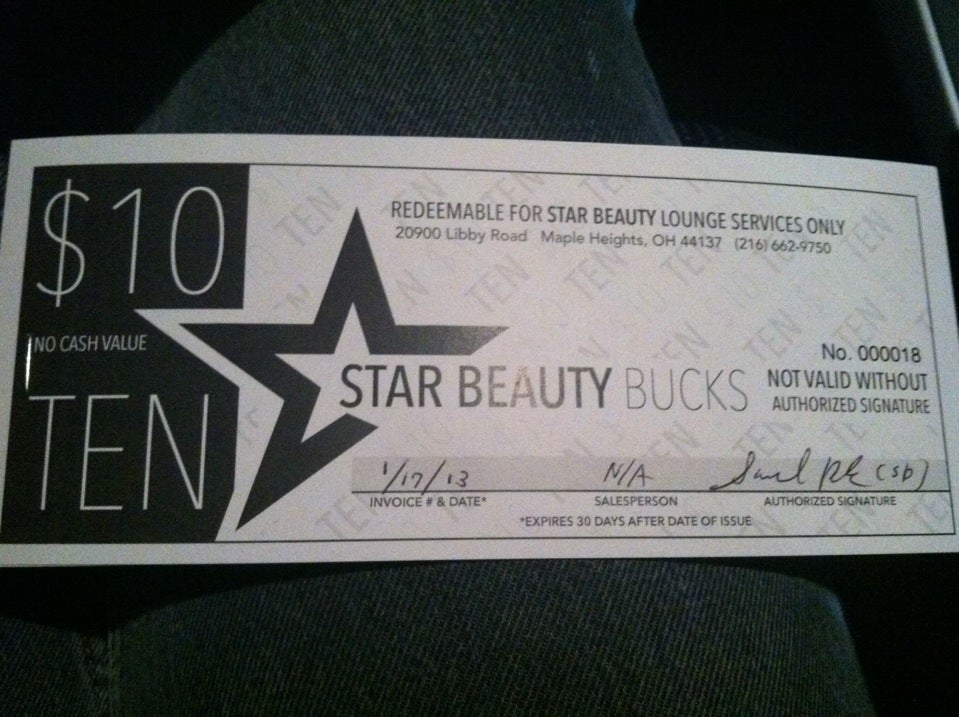 $10
NO CASH VALUE
TEN
REDEEMABLE FOR STAR BEAUTY LOUNGE SERVICES ONLY
20900 Libby Road Maple Heights, OH 44137 (216) 662-9750
STAR BEAUTY BUCKS
No. 000018
NOT VALID WITHOUT
AUTHORIZED SIGNATURE
1/17/13 N/A (SB)
INVOICE # & DATE* SALESPERSON AUTHORIZED SIGNATURE
*EXPIRES 30 DAYS AFTER DATE OF ISSUE